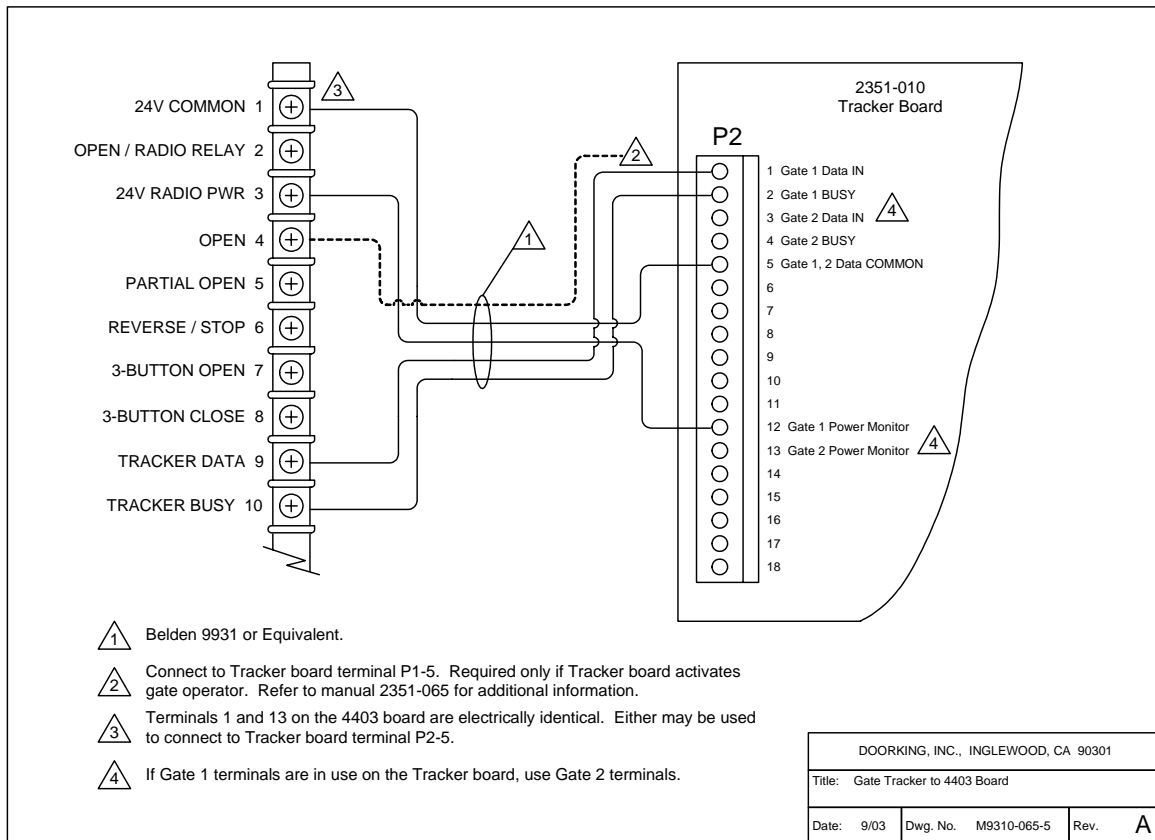 24V COMMON 1
OPEN / RADIO RELAY 2
24V RADIO PWR 3
OPEN 4
PARTIAL OPEN 5
REVERSE / STOP 6
3-BUTTON OPEN 7
3-BUTTON CLOSE 8
TRACKER DATA 9
TRACKER BUSY 10
3
2
1
2351-010
Tracker Board
P2
1 Gate 1 Data IN
2 Gate 1 BUSY
3 Gate 2 Data IN
4
4 Gate 2 BUSY
5 Gate 1, 2 Data COMMON
6
7
8
9
10
11
12 Gate 1 Power Monitor
13 Gate 2 Power Monitor
4
14
15
16
17
18
1 Belden 9931 or Equivalent.
2 Connect to Tracker board terminal P1-5. Required only if Tracker board activates
gate operator. Refer to manual 2351-065 for additional information.
3 Terminals 1 and 13 on the 4403 board are electrically identical. Either may be used
to connect to Tracker board terminal P2-5.
4 If Gate 1 terminals are in use on the Tracker board, use Gate 2 terminals.
DOORKING, INC., INGLEWOOD, CA 90301
Title: Gate Tracker to 4403 Board
Date: 9/03 Dwg. No. M9310-065-5 Rev. A